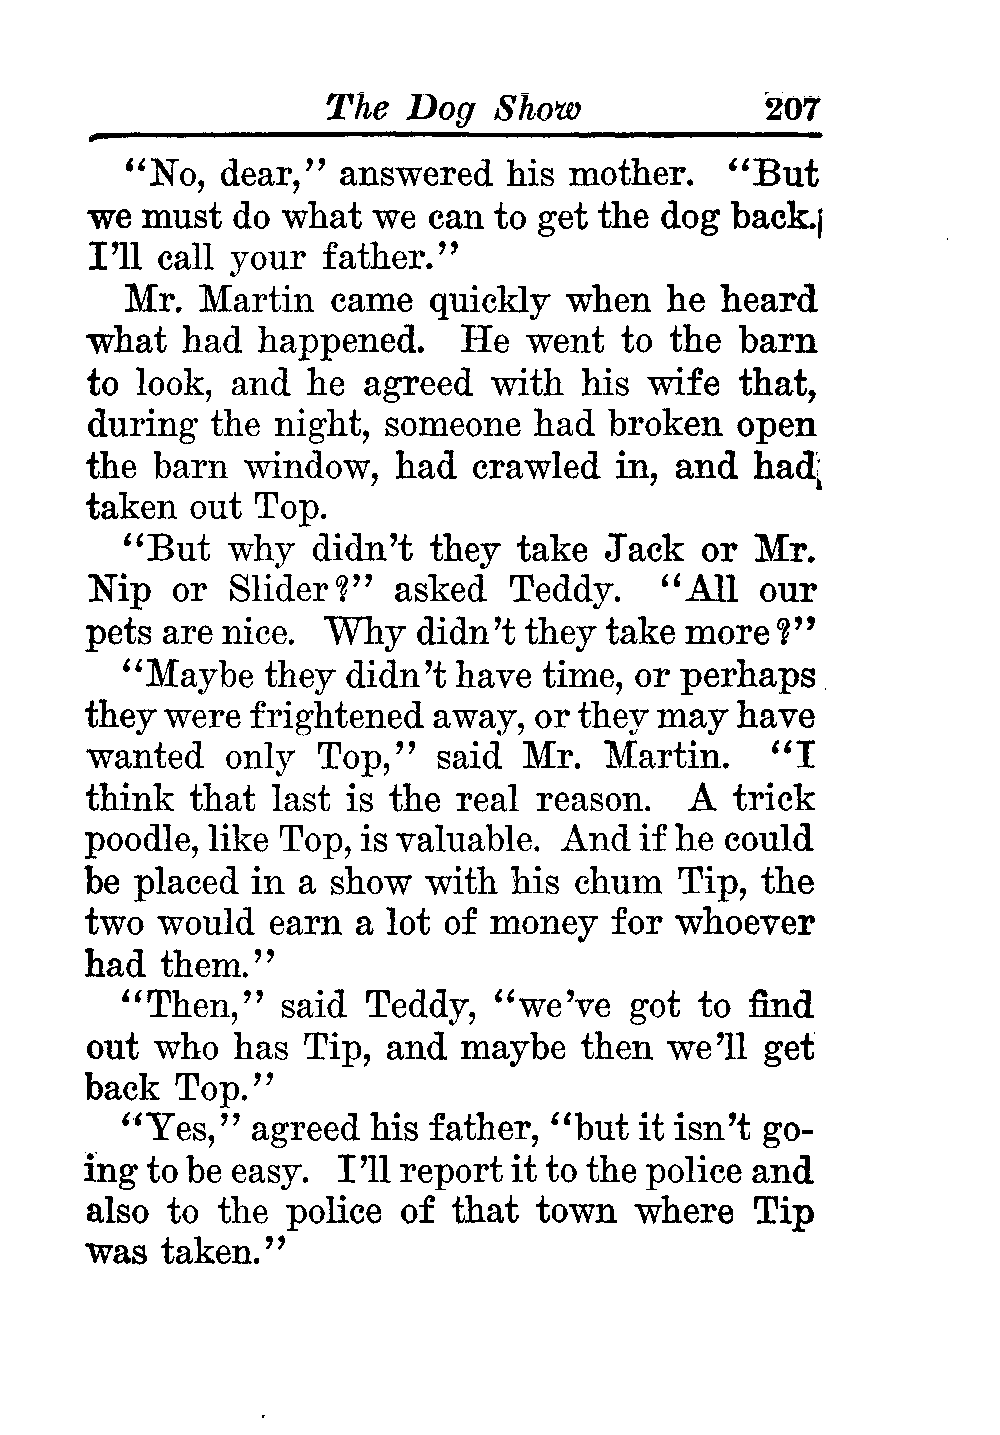 The Dog Show 207
"No, dear," answered his mother. "But
we must do what we can to get the dog back.
I'll call your father."
Mr. Martin came quickly when he heard
what had happened. He went to the barn
to look, and he agreed with his wife that,
during the night, someone had broken open
the barn window, had crawled in, and had
taken out Top.
"But why didn't they take Jack or Mr.
Nip or Slider?" asked Teddy. "All our
pets are nice. Why didn't they take more?"
"Maybe they didn't have time, or perhaps
they were frightened away, or they may have
wanted only Top," said Mr. Martin. "I
think that last is the real reason. A trick
poodle, like Top, is valuable. And if he could
be placed in a show with his chum Tip, the
two would earn a lot of money for whoever
had them."
"Then," said Teddy, "we've got to find
out who has Tip, and maybe then we'll get
back Top."
"Yes," agreed his father, "but it isn't go-
ing to be easy. I'll report it to the police and
also to the police of that town where Tip
was taken."